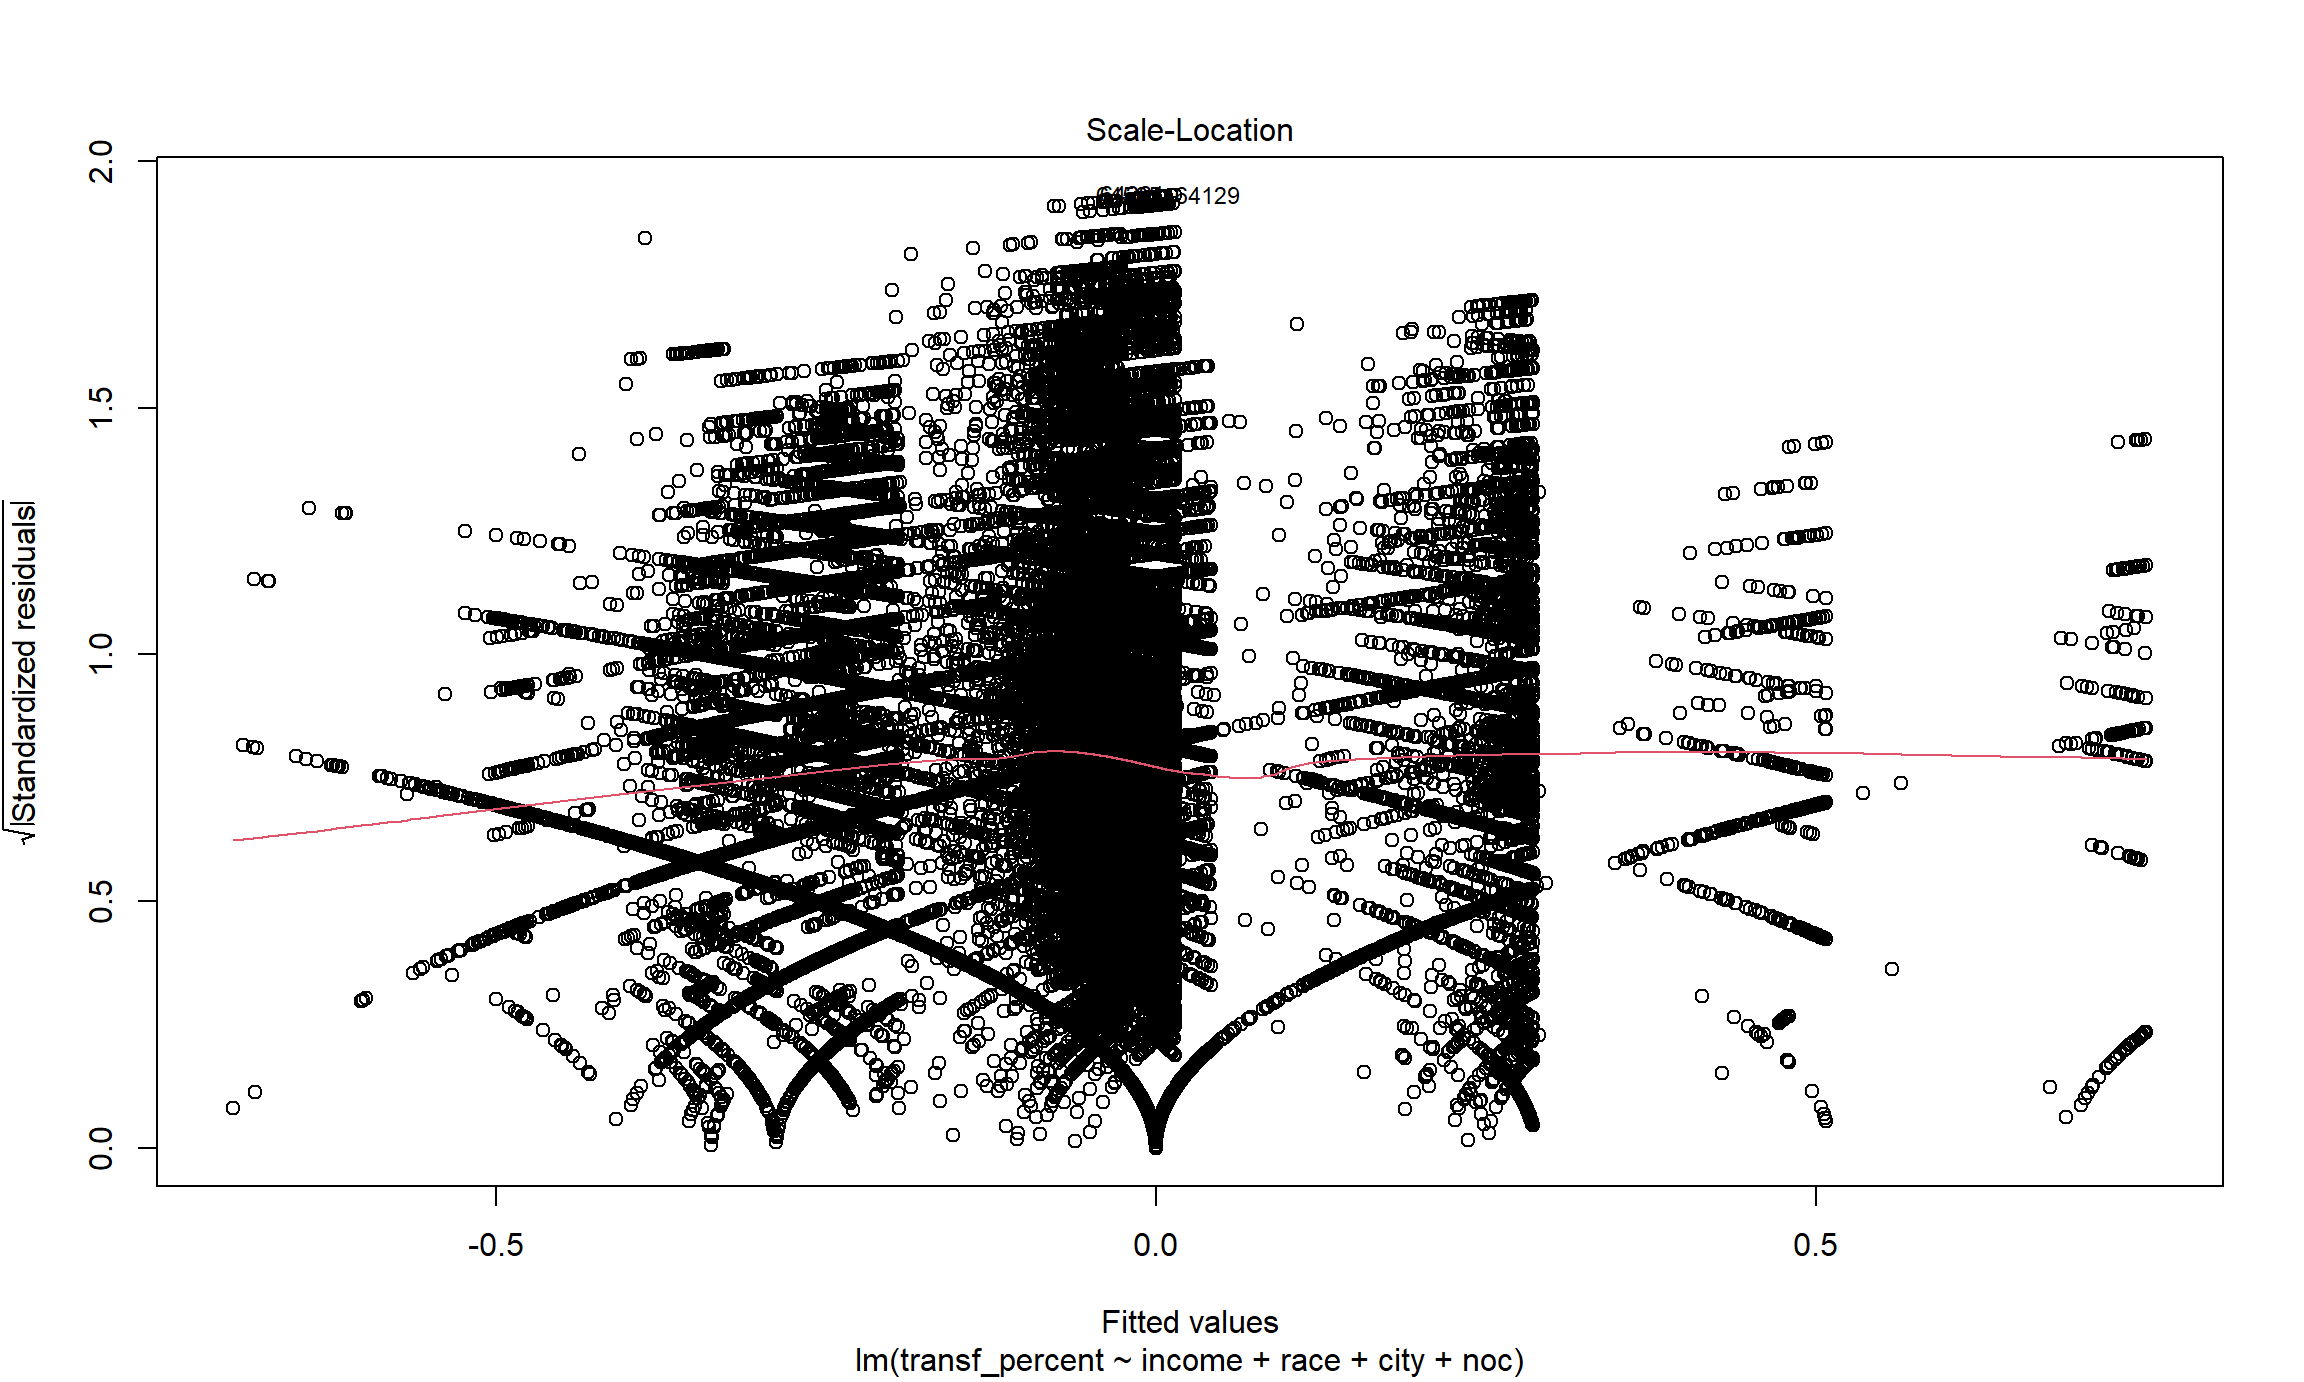 Scale-Location
2.0
1.5
1.0
0.5
0.0
√|Standardized residuals|
64129
-0.5
0.0
0.5
Fitted values
lm(transf_percent ~ income + race + city + noc)